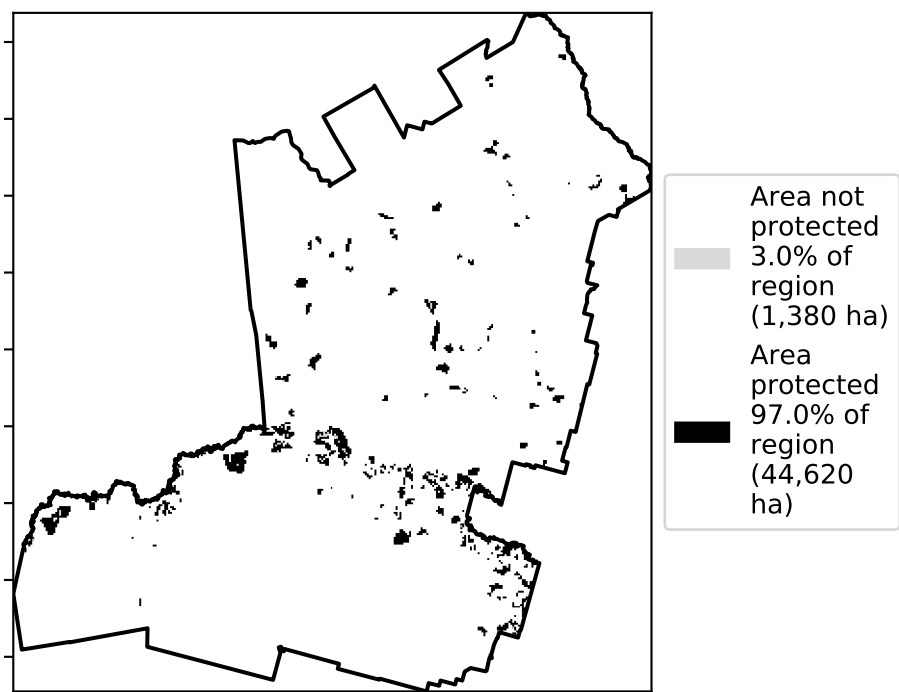 Area not
protected
3.0% of
region
(1,380 ha)
Area
protected
97.0% of
region
(44,620
ha)